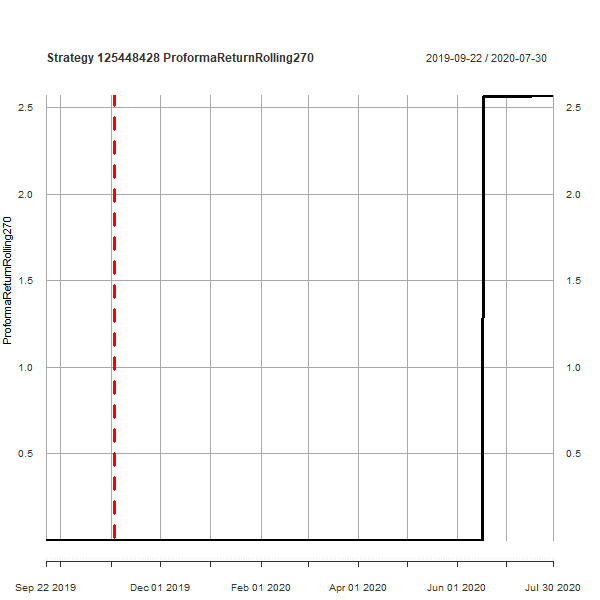 Strategy 125448428 ProformaReturnRolling270
2019-09-22 / 2020-07-30
ProformaReturnRolling270
2.5
2.0
1.5
1.0
0.5
2.5
2.0
1.5
1.0
0.5
Sep 22 2019
Dec 01 2019
Feb 01 2020
Apr 01 2020
Jun 01 2020
Jul 30 2020